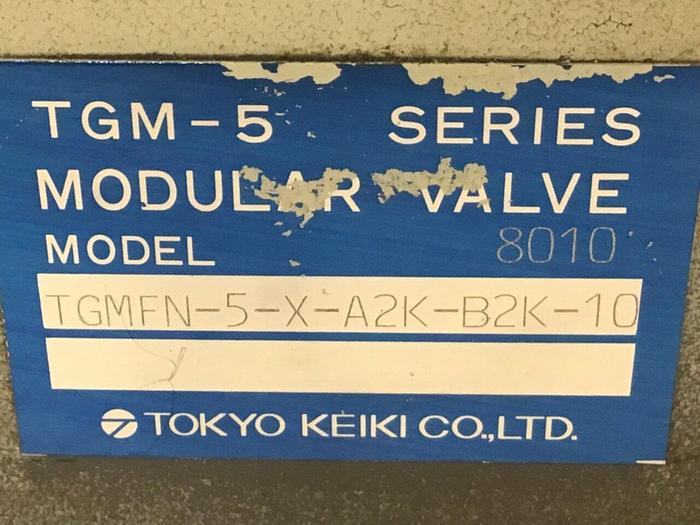 TGM-5 SERIES
MODULAR VALVE
MODEL 8010
TGMFN-5-X-A2K-B2K-10
TOKYO KEIKI CO.,LTD.